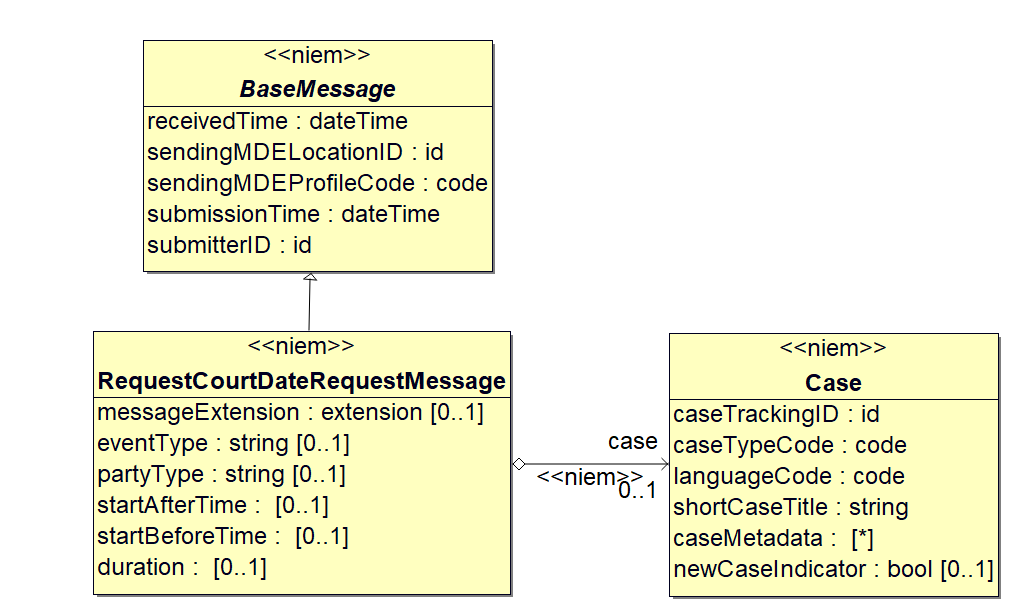 <<niem>>
BaseMessage
receivedTime : dateTime
sendingMDELocationID : id
sendingMDEProfileCode : code
submissionTime : dateTime
submitterID : id
<<niem>>
RequestCourtDateRequestMessage
messageExtension : extension [0..1]
eventType : string [0..1]
partyType : string [0..1]
startAfterTime :  [0..1]
startBeforeTime :  [0..1]
duration :  [0..1]
case
<<niem>>
0..1
<<niem>>
Case
caseTrackingID : id
caseTypeCode : code
languageCode : code
shortCaseTitle : string
caseMetadata :  [*]
newCaseIndicator : bool [0..1]